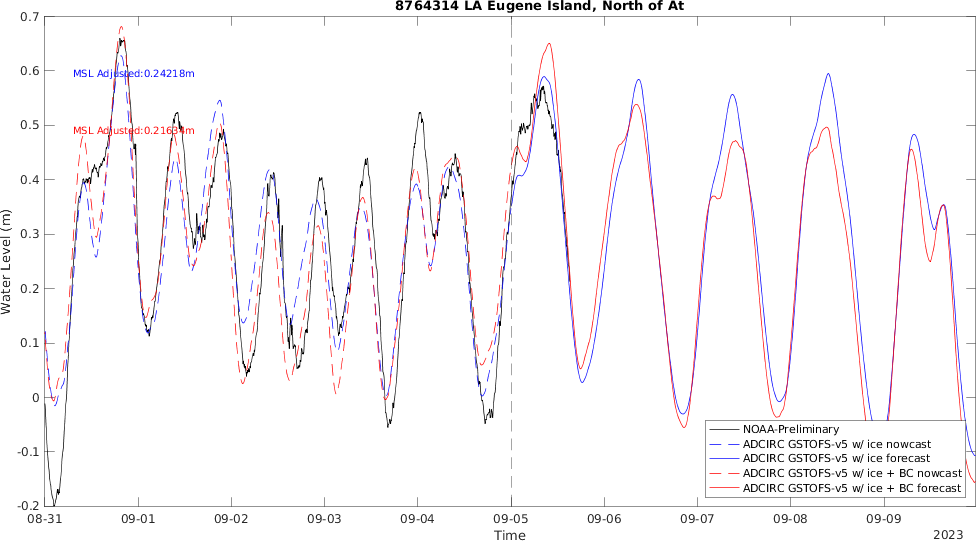 8764314 LA Eugene Island, North of At
0.7
0.6
0.5
0.4
0.3
0.2
0.1
0
-0.1
-0.2
Water Level (m)
MSL Adjusted:0.24218m
MSL Adjusted:0.21634m
NOAA-Preliminary
ADCIRC GSTOFS-v5 w/ ice nowcast
ADCIRC GSTOFS-v5 w/ ice forecast
ADCIRC GSTOFS-v5 w/ ice + BC nowcast
ADCIRC GSTOFS-v5 w/ ice + BC forecast
08-31 09-01 09-02 09-03 09-04 09-05 09-06 09-07 09-08 09-09
Time
2023